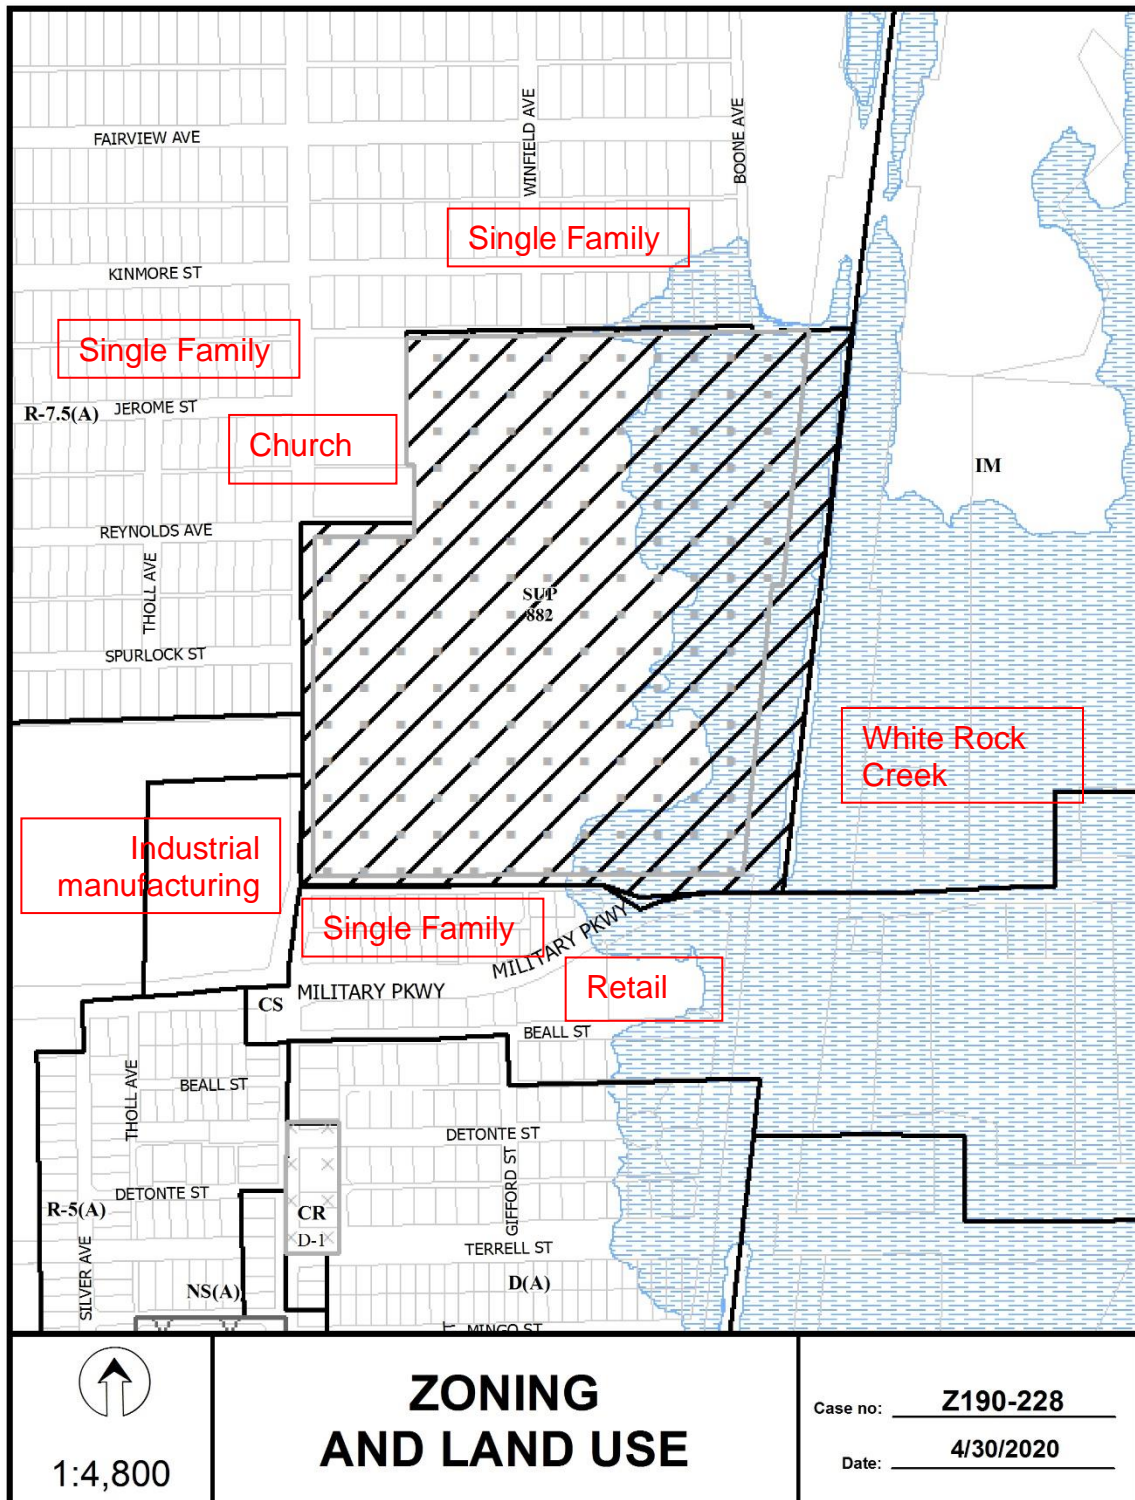 FAIRVIEW AVE
WINFIELD AVE
BOONE AVE
Single Family
KINMORE ST
Single Family
R-7.5(A)
JEROME ST
Church
IM
REYNOLDS AVE
THOLL AVE
SUP
882
SPURLOCK ST
White Rock
Creek
Industrial
manufacturing
Single Family
MILITARY PKWY
Retail
CS
MILITARY PKWY
BEALL ST
BEALL ST
THOLL AVE
DETONTE ST
GIFFORD ST
DETONTE ST
R-5(A)
CR
D-1
TERRELL ST
SILVER AVE
NS(A)
D(A)
MINGO ST
1:4,800
ZONING
AND LAND USE
Case no: Z190-228
Date: 4/30/2020